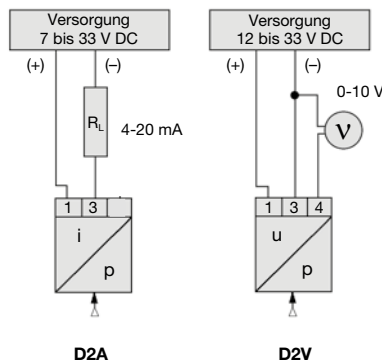 Versorgung
7 bis 33 V DC
(+)
(–)
R_L
4-20 mA
1 3
i
p
D2A
Versorgung
12 bis 33 V DC
(+)
(–)
0-10 V
V
1 3 4
u
p
D2V